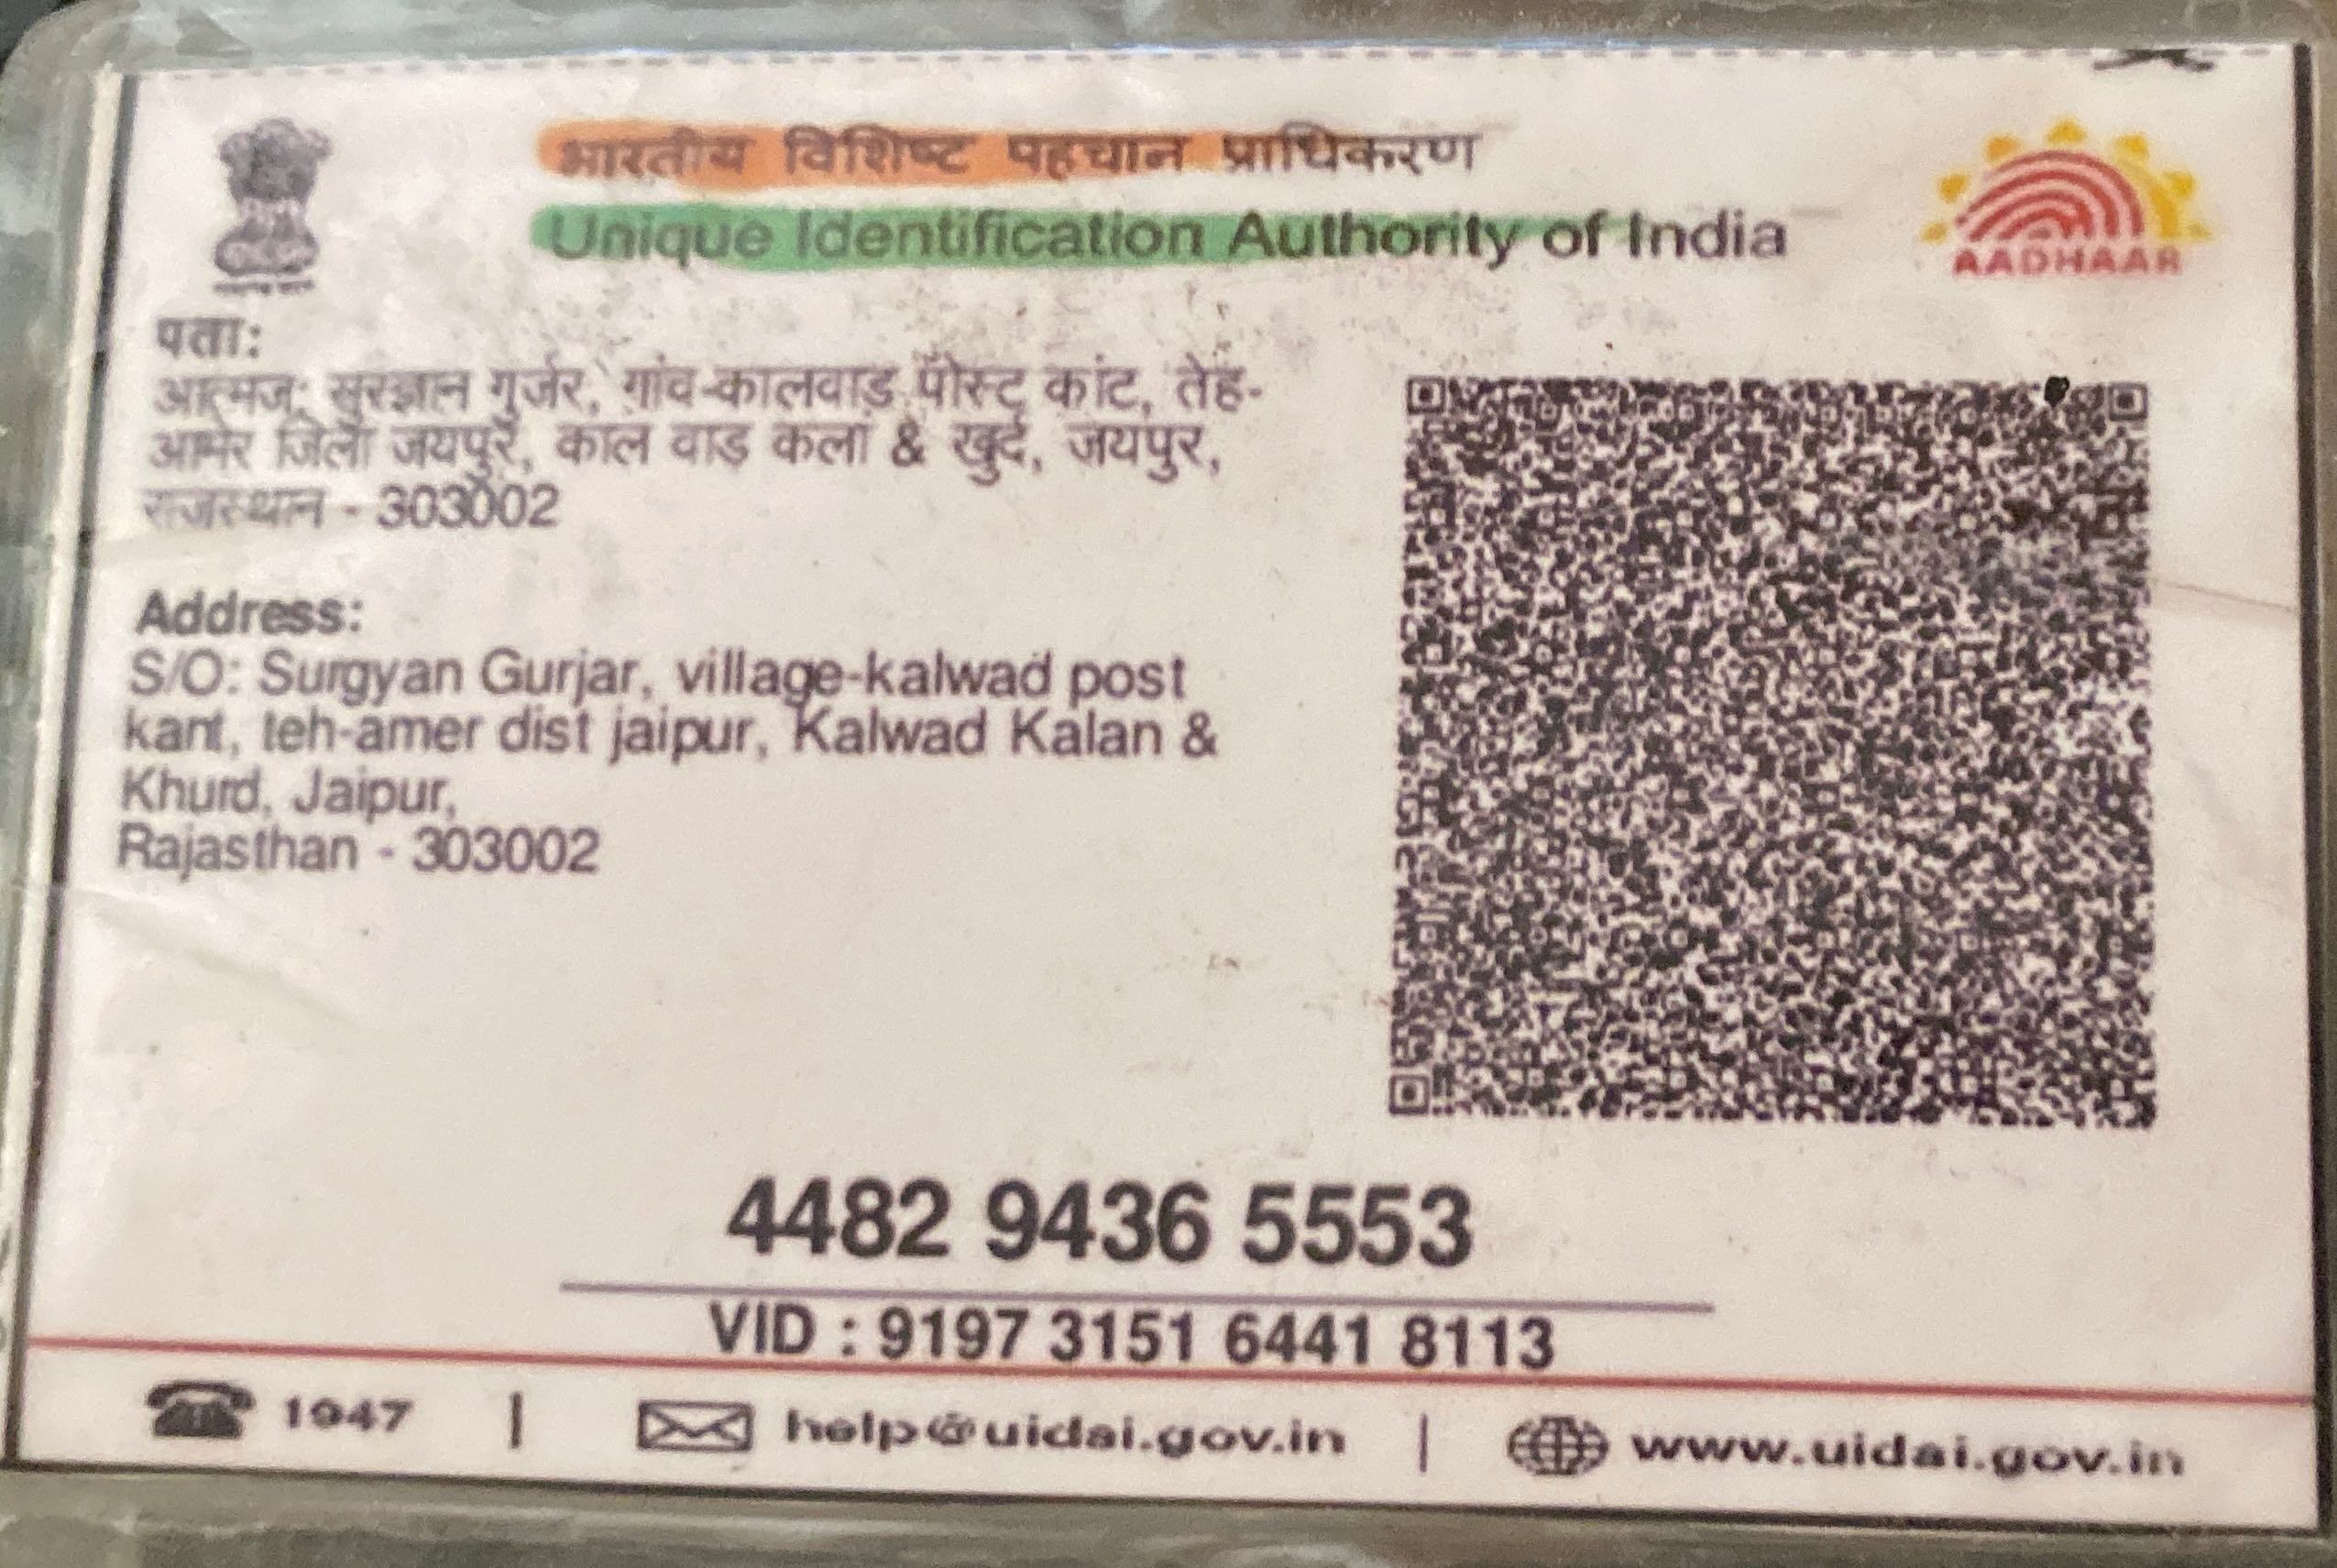 भारतीय विशिष्ट पहचान प्राधिकरण
Unique Identification Authority of India
AADHAAR
पता:
आत्मज: सुरज्ञान गुर्जर, गांव-कालवाड पोस्ट कांट, तेह-
आमेर जिला जयपुर, काल वाड कलां & खुर्द, जयपुर,
राजस्थान - 303002
Address:
S/O: Surgyan Gurjar, village-kalwad post
kant, teh-amer dist jaipur, Kalwad Kalan &
Khurd, Jaipur,
Rajasthan - 303002
4482 9436 5553
VID : 9197 3151 6441 8113
1947 | help@uidai.gov.in | www.uidai.gov.in